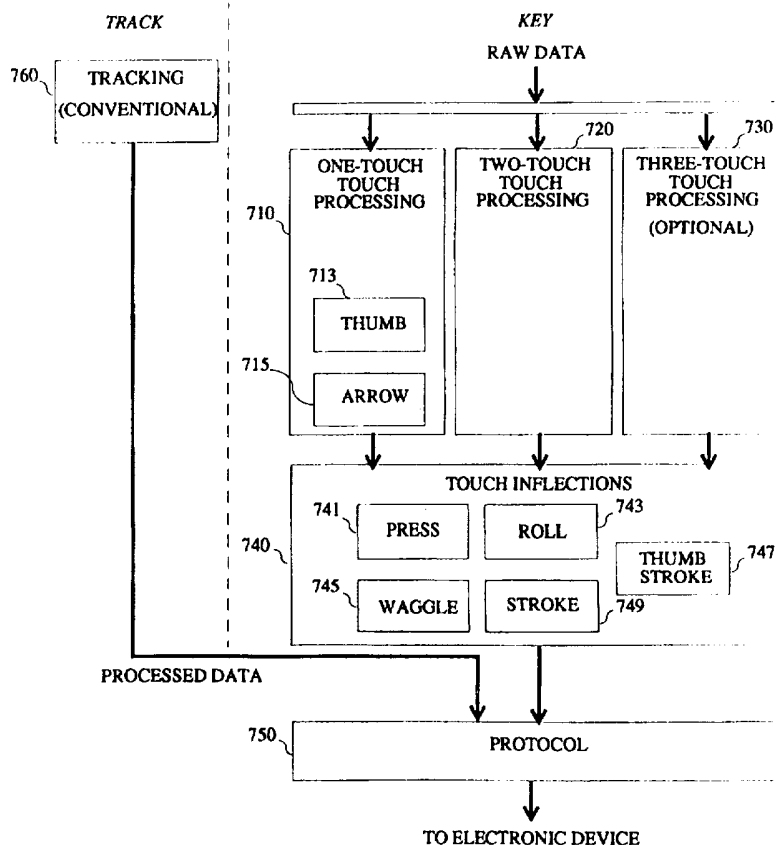 TRACK
KEY
760
TRACKING
(CONVENTIONAL)
RAW DATA
710
ONE-TOUCH
TOUCH
PROCESSING
720
TWO-TOUCH
TOUCH
PROCESSING
730
THREE-TOUCH
TOUCH
PROCESSING
(OPTIONAL)
713
THUMB
715
ARROW
740
TOUCH INFLECTIONS
741
PRESS
743
ROLL
745
WAGGLE
STROKE
749
747
THUMB
STROKE
PROCESSED DATA
750
PROTOCOL
TO ELECTRONIC DEVICE